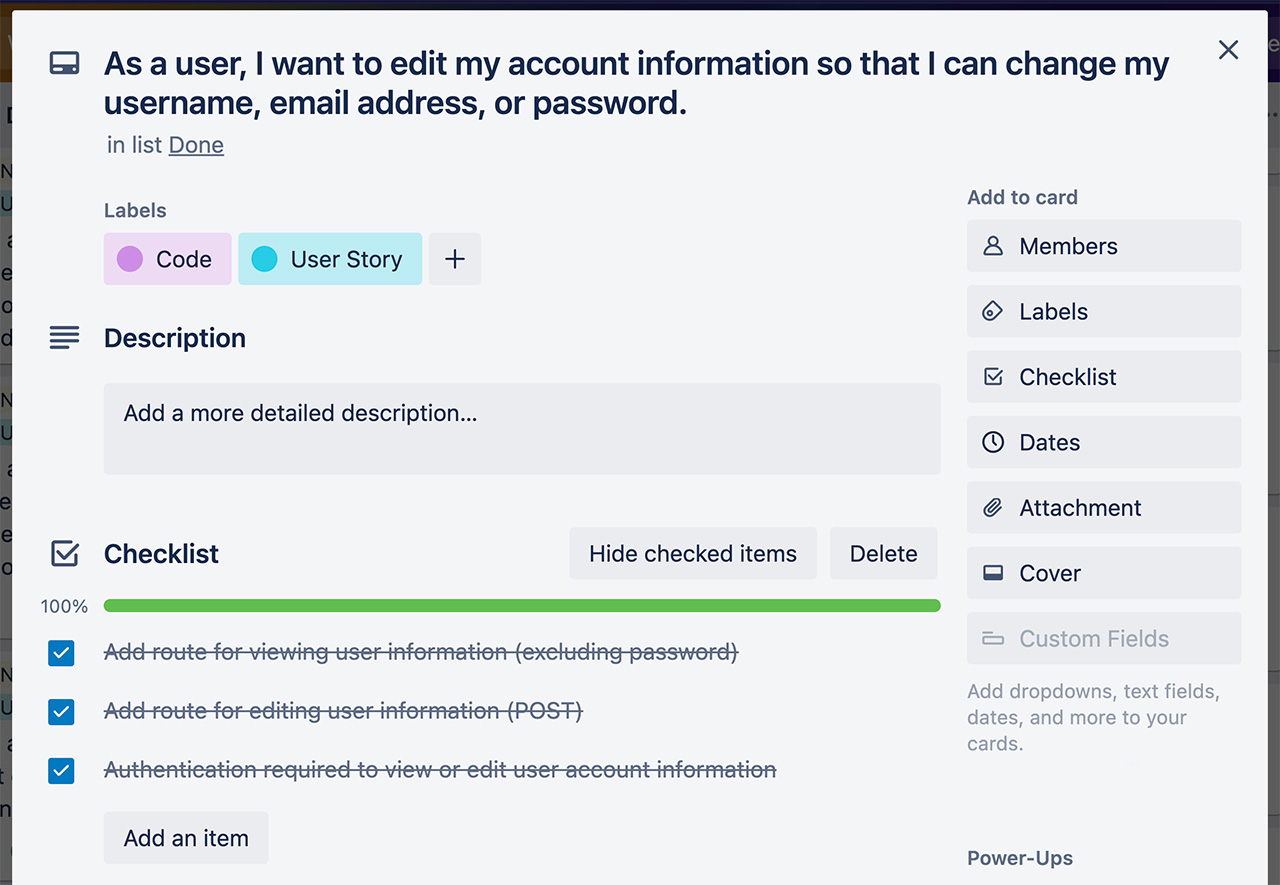 As a user, I want to edit my account information so that I can change my
username, email address, or password.
in list Done
Labels
Code
User Story
Description
Add a more detailed description...
Checklist
Hide checked items
Delete
100%
Add route for viewing user information (excluding password)
Add route for editing user information (POST)
Authentication required to view or edit user account information
Add an item
Add to card
Members
Labels
Checklist
Dates
Attachment
Cover
Custom Fields
Add dropdowns, text fields,
dates, and more to your
cards.
Power-Ups